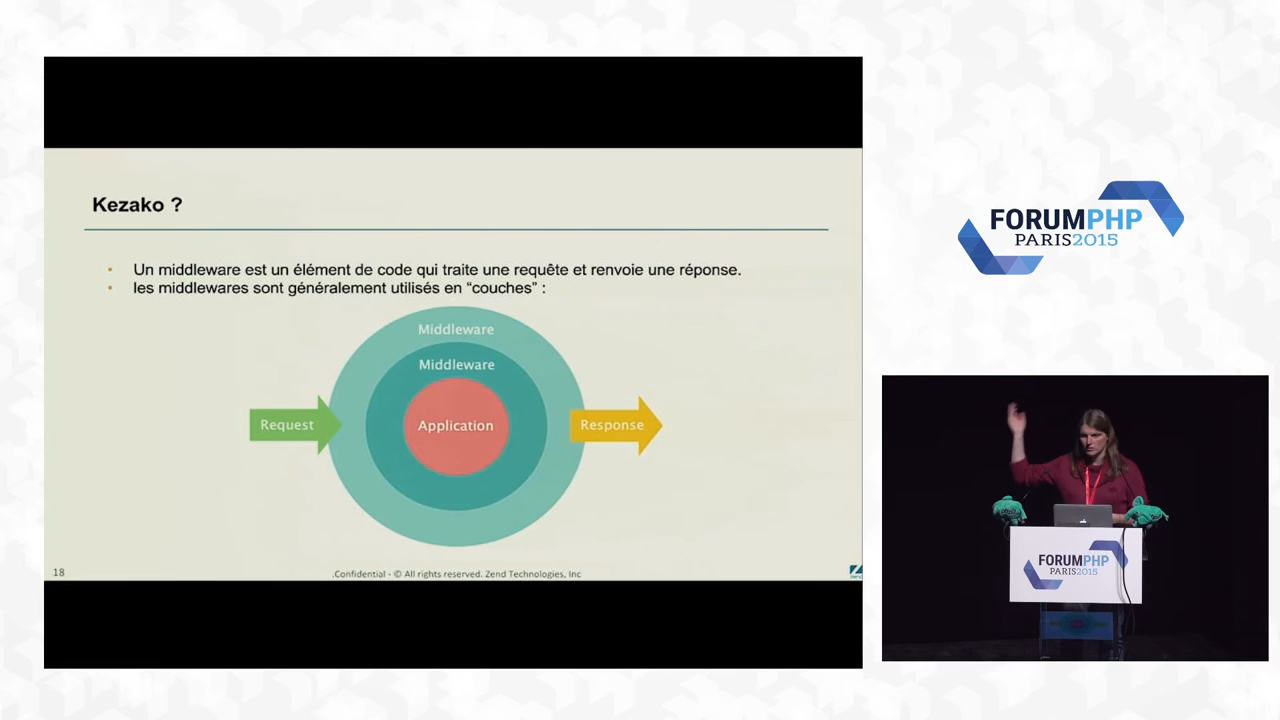 Kezako ?
• Un middleware est un élément de code qui traite une requête et renvoie une réponse.
• les middlewares sont généralement utilisés en “couches” :
Middleware
Middleware
Request
Application
Response
18
.Confidential - © All rights reserved. Zend Technologies, Inc
FORUMPHP
PARIS2015
FORUMPHP
PARIS2015